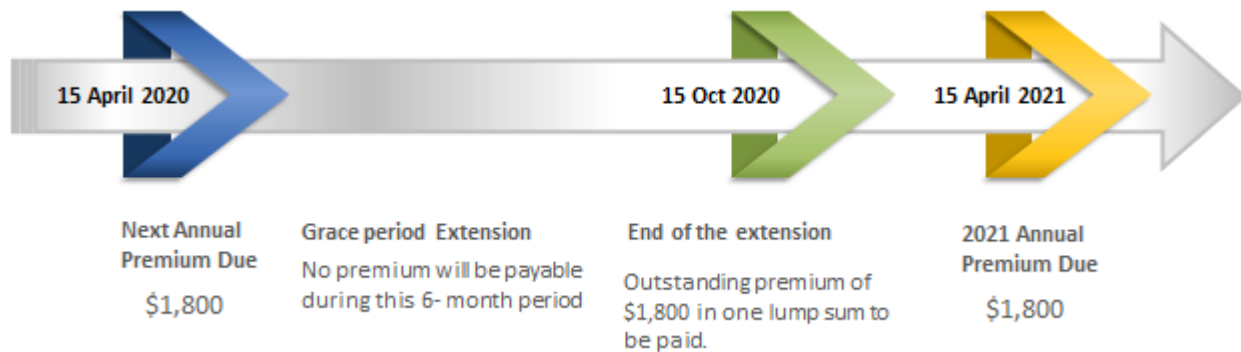 15 April 2020
15 Oct 2020
15 April 2021
Next Annual
Premium Due
$1,800
Grace period Extension
No premium will be payable
during this 6- month period
End of the extension
Outstanding premium of
$1,800 in one lump sum to
be paid.
2021 Annual
Premium Due
$1,800